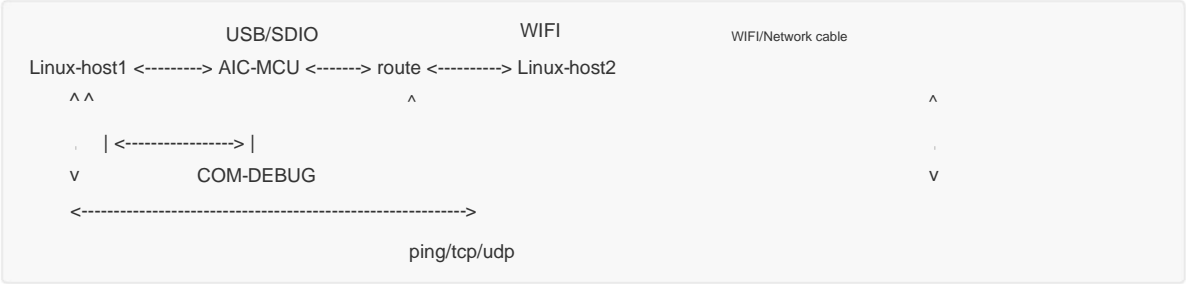 USB/SDIO WIFI WIFI/Network cable
Linux-host1 <---------> AIC-MCU <-------> route <----------> Linux-host2
^ ^ ^ ^
| | <-----------------> | |
v COM-DEBUG v
<----------------------------------------------------------->
ping/tcp/udp